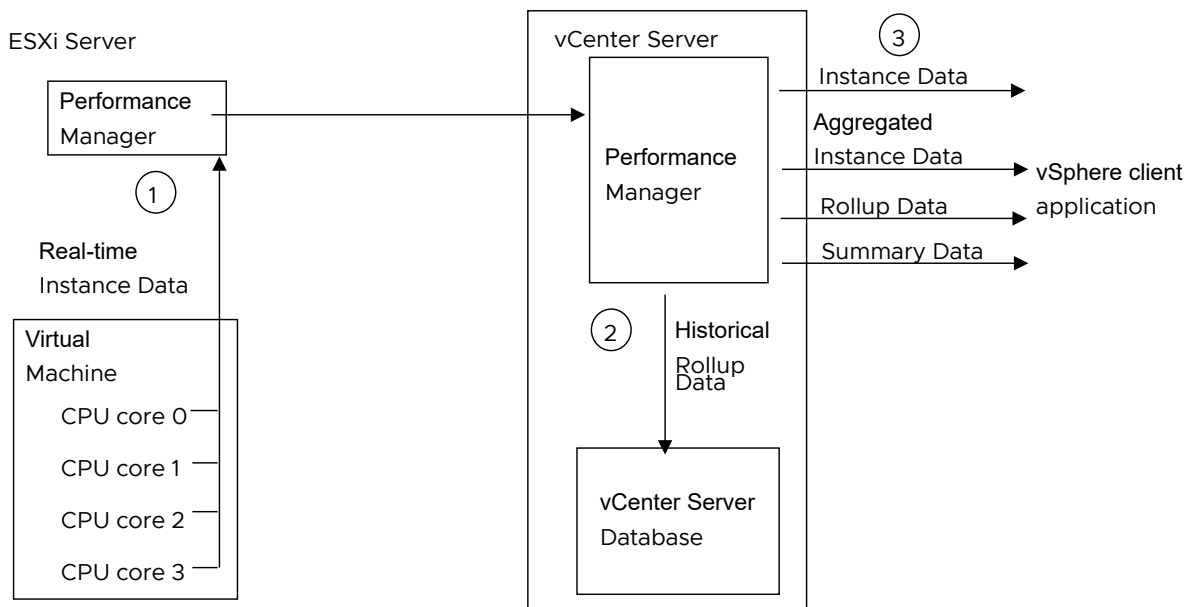 ESXi Server
Performance
Manager
1
Real-time
Instance Data
Virtual
Machine
CPU core 0
CPU core 1
CPU core 2
CPU core 3
vCenter Server
Performance
Manager
2
Historical
Rollup
Data
vCenter Server
Database
3
Instance Data
Aggregated
Instance Data
Rollup Data
Summary Data
vSphere client
application